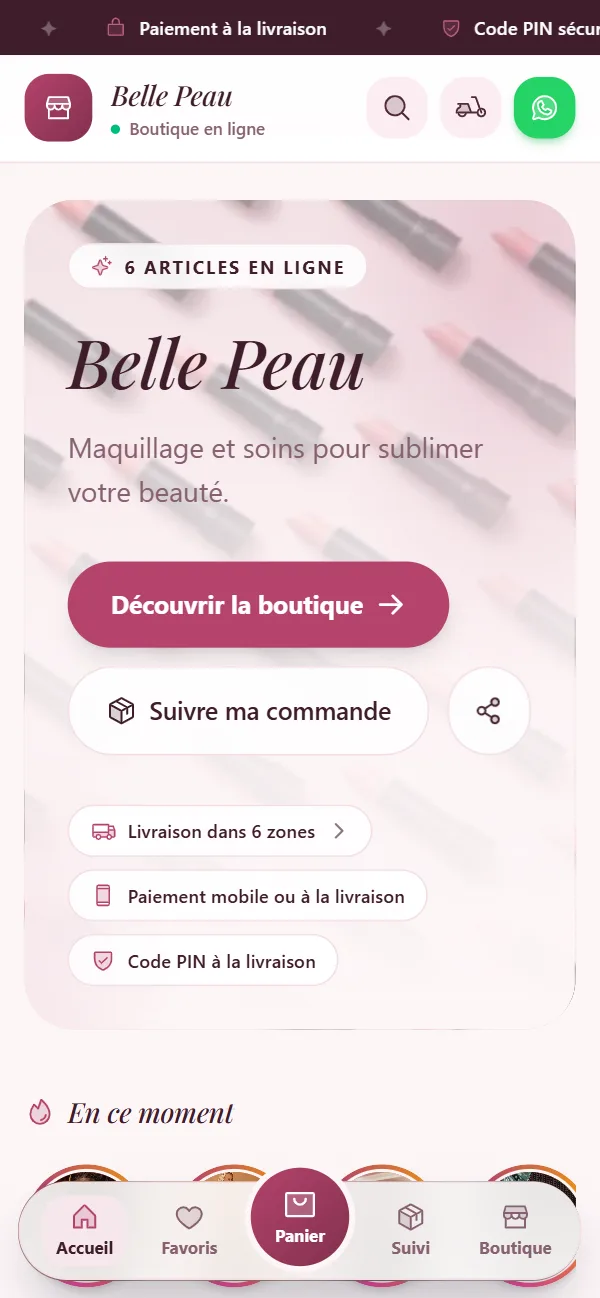 Paiement à la livraison
Code PIN sécur
Belle Peau
Boutique en ligne
6 ARTICLES EN LIGNE
Belle Peau
Maquillage et soins pour sublimer
votre beauté.
Découvrir la boutique
Suivre ma commande
Livraison dans 6 zones
Paiement mobile ou à la livraison
Code PIN à la livraison
En ce moment
Accueil
Favoris
Panier
Suivi
Boutique